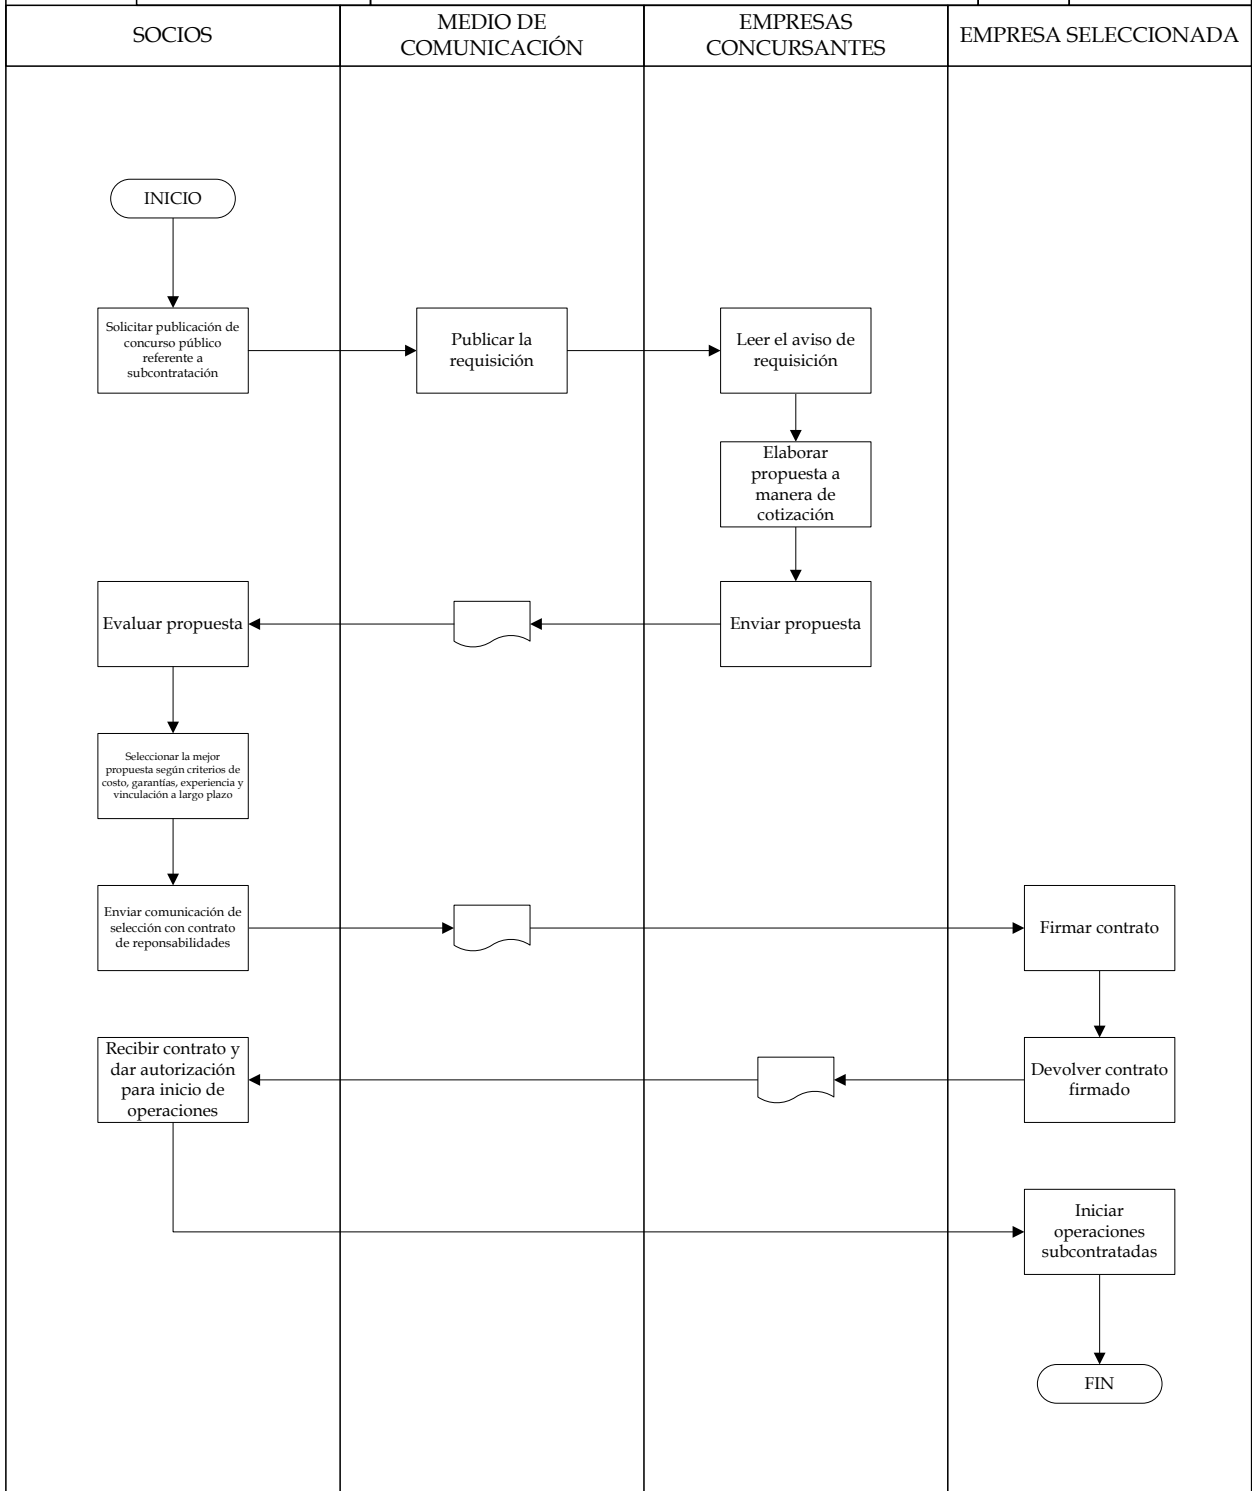 SOCIOS
MEDIO DE
COMUNICACIÓN
EMPRESAS
CONCURSANTES
EMPRESA SELECCIONADA
INICIO
Solicitar publicación de
concurso público
referente a
subcontratación
Publicar la
requisición
Leer el aviso de
requisición
Elaborar
propuesta a
manera de
cotización
Evaluar propuesta
Enviar propuesta
Seleccionar la mejor
propuesta según criterios de
costo, garantías, experiencia y
vinculación a largo plazo
Enviar comunicación de
selección con contrato
de reponsabilidades
Firmar contrato
Recibir contrato y
dar autorización
para inicio de
operaciones
Devolver contrato
firmado
Iniciar
operaciones
subcontratadas
FIN